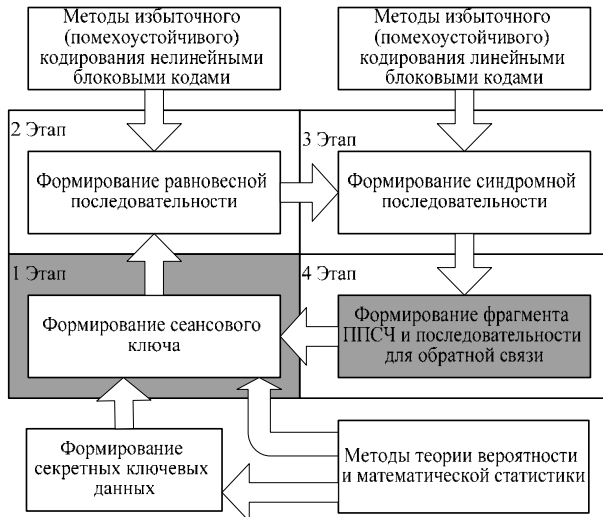 Методы избыточного
(помехоустойчивого)
кодирования нелинейными
блоковыми кодами
Методы избыточного
(помехоустойчивого)
кодирования линейными
блоковыми кодами
2 Этап
Формирование равновесной
последовательности
3 Этап
Формирование синдромной
последовательности
1 Этап
Формирование сеансового
ключа
4 Этап
Формирование фрагмента
ППСЧ и последовательности
для обратной связи
Формирование
секретных ключевых
данных
Методы теории вероятности
и математической статистики